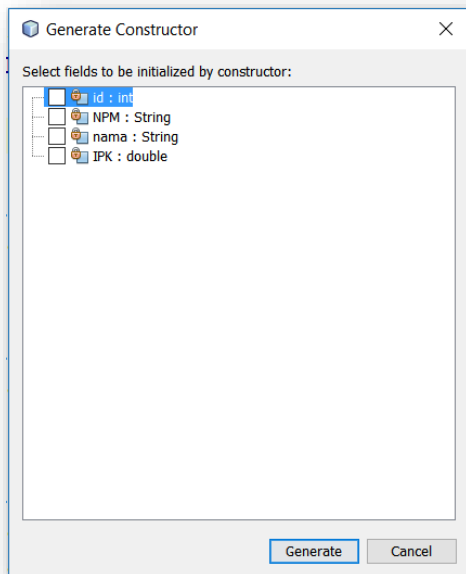 Generate Constructor
Select fields to be initialized by constructor:
id : int
NPM : String
nama : String
IPK : double
Generate Cancel